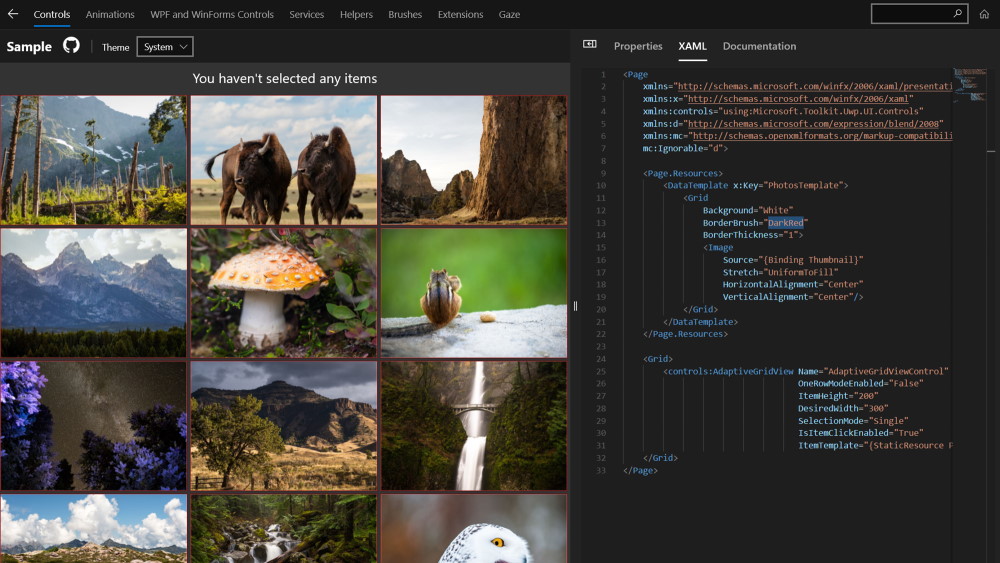 Controls Animations WPF and WinForms Controls Services Helpers Brushes Extensions Gaze
Sample Theme System
You haven't selected any items
Properties XAML Documentation
1 <Page
2 xmlns="http://schemas.microsoft.com/winfx/2006/xaml/presentati
3 xmlns:x="http://schemas.microsoft.com/winfx/2006/xaml"
4 xmlns:controls="using:Microsoft.Toolkit.Uwp.UI.Controls"
5 xmlns:d="http://schemas.microsoft.com/expression/blend/2008"
6 xmlns:mc="http://schemas.openxmlformats.org/markup-compatibili
7 mc:Ignorable="d">
8
9 <Page.Resources>
10 <DataTemplate x:Key="PhotosTemplate">
11 <Grid
12 Background="White"
13 BorderBrush="DarkRed"
14 BorderThickness="1">
15 <Image
16 Source="{Binding Thumbnail}"
17 Stretch="UniformToFill"
18 HorizontalAlignment="Center"
19 VerticalAlignment="Center"/>
20 </Grid>
21 </DataTemplate>
22 </Page.Resources>
23
24 <Grid>
25 <controls:AdaptiveGridView Name="AdaptiveGridViewControl"
26 OneRowModeEnabled="False"
27 ItemHeight="200"
28 DesiredWidth="300"
29 SelectionMode="Single"
30 IsItemClickEnabled="True"
31 ItemTemplate="{StaticResource P
32 </Grid>
33 </Page>